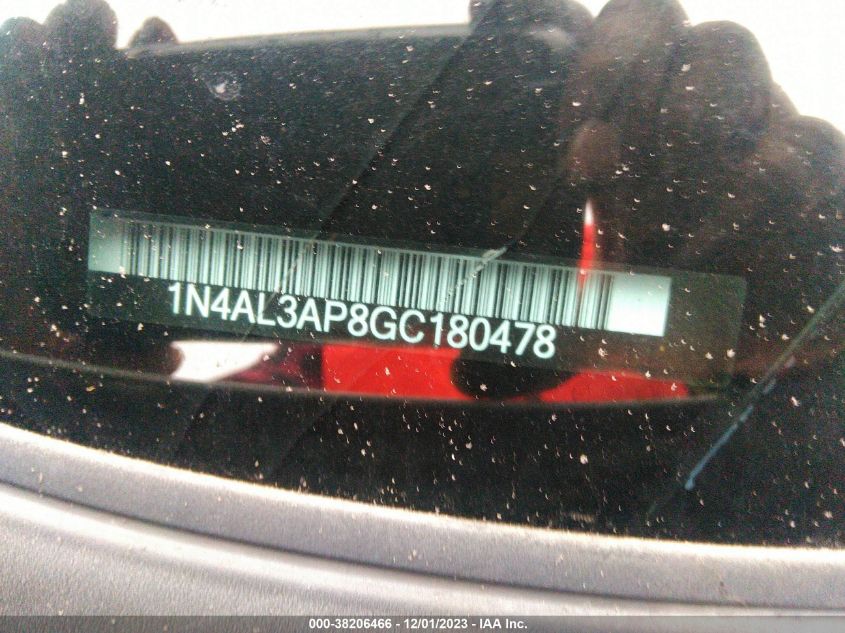 1N4AL3AP8GC180478
000-38206466 - 12/01/2023 - IAA Inc.